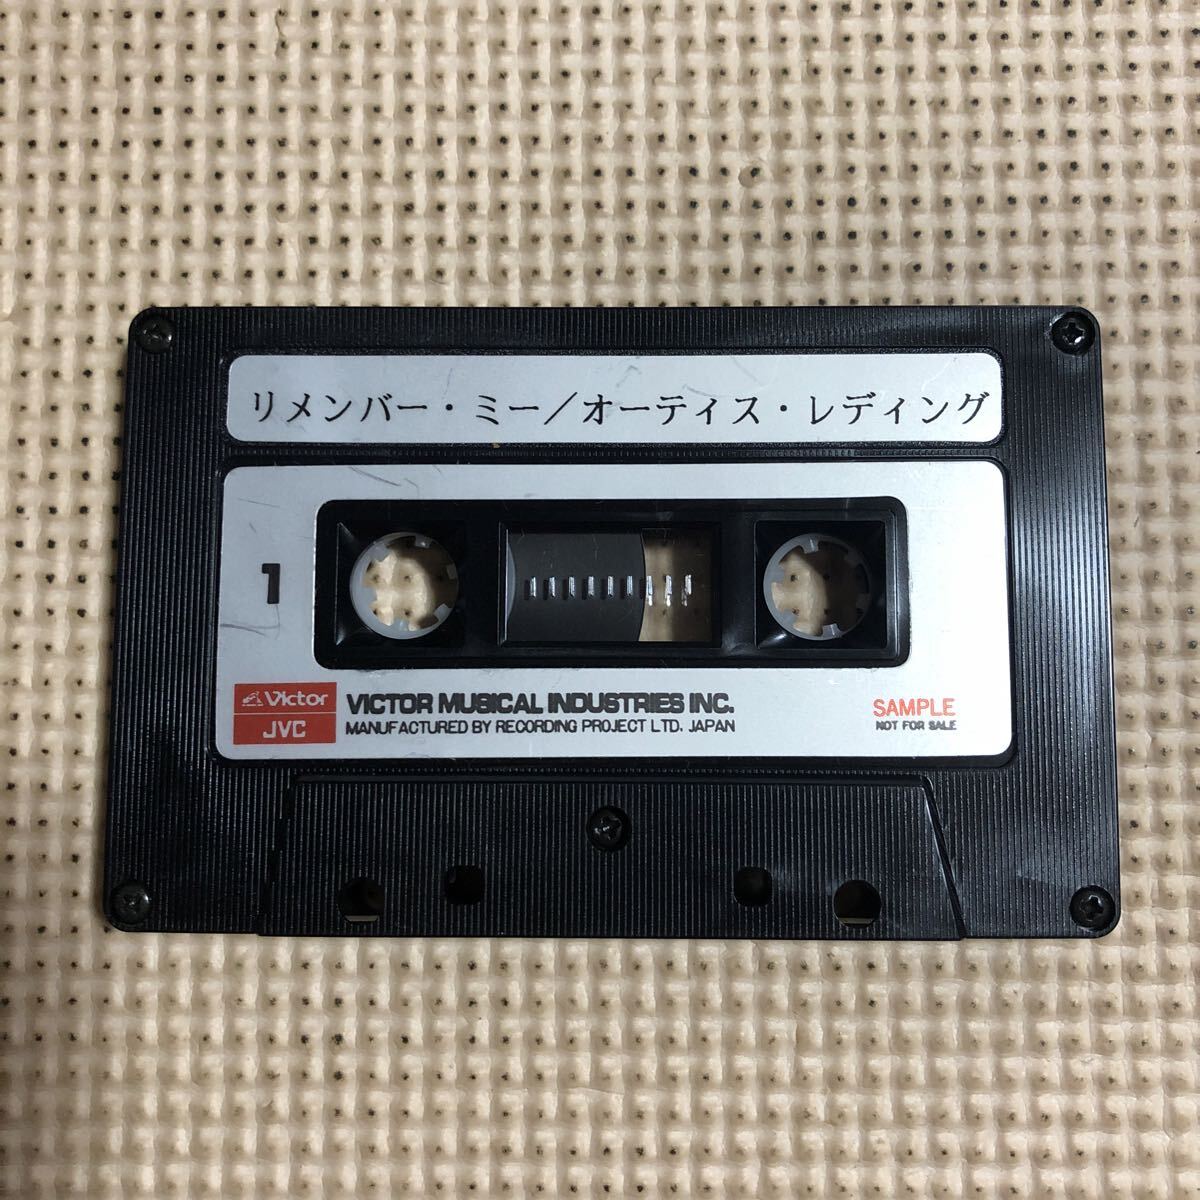 リメンバー・ミー／オーティス・レディング
1
Victor
JVC
VICTOR MUSICAL INDUSTRIES INC.
MANUFACTURED BY RECORDING PROJECT LTD. JAPAN
SAMPLE
NOT FOR SALE